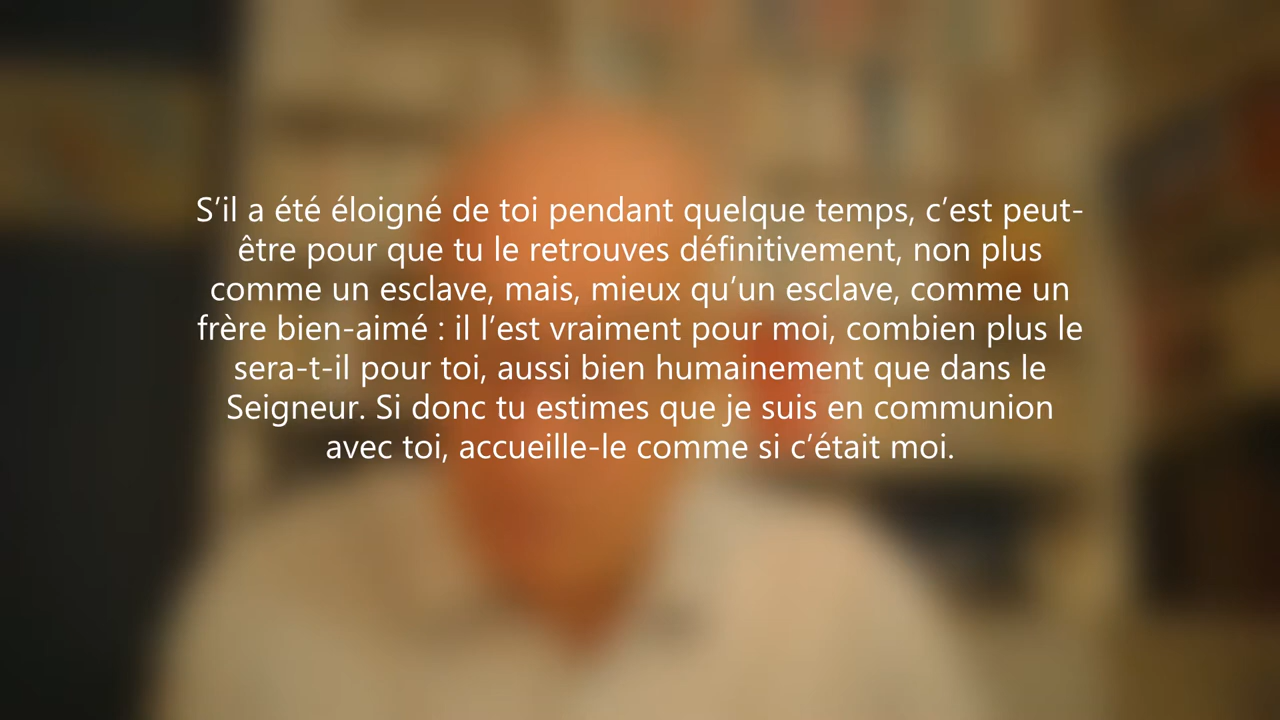 S’il a été éloigné de toi pendant quelque temps, c’est peut-
être pour que tu le retrouves définitivement, non plus
comme un esclave, mais, mieux qu’un esclave, comme un
frère bien-aimé : il l’est vraiment pour moi, combien plus le
sera-t-il pour toi, aussi bien humainement que dans le
Seigneur. Si donc tu estimes que je suis en communion
avec toi, accueille-le comme si c’était moi.